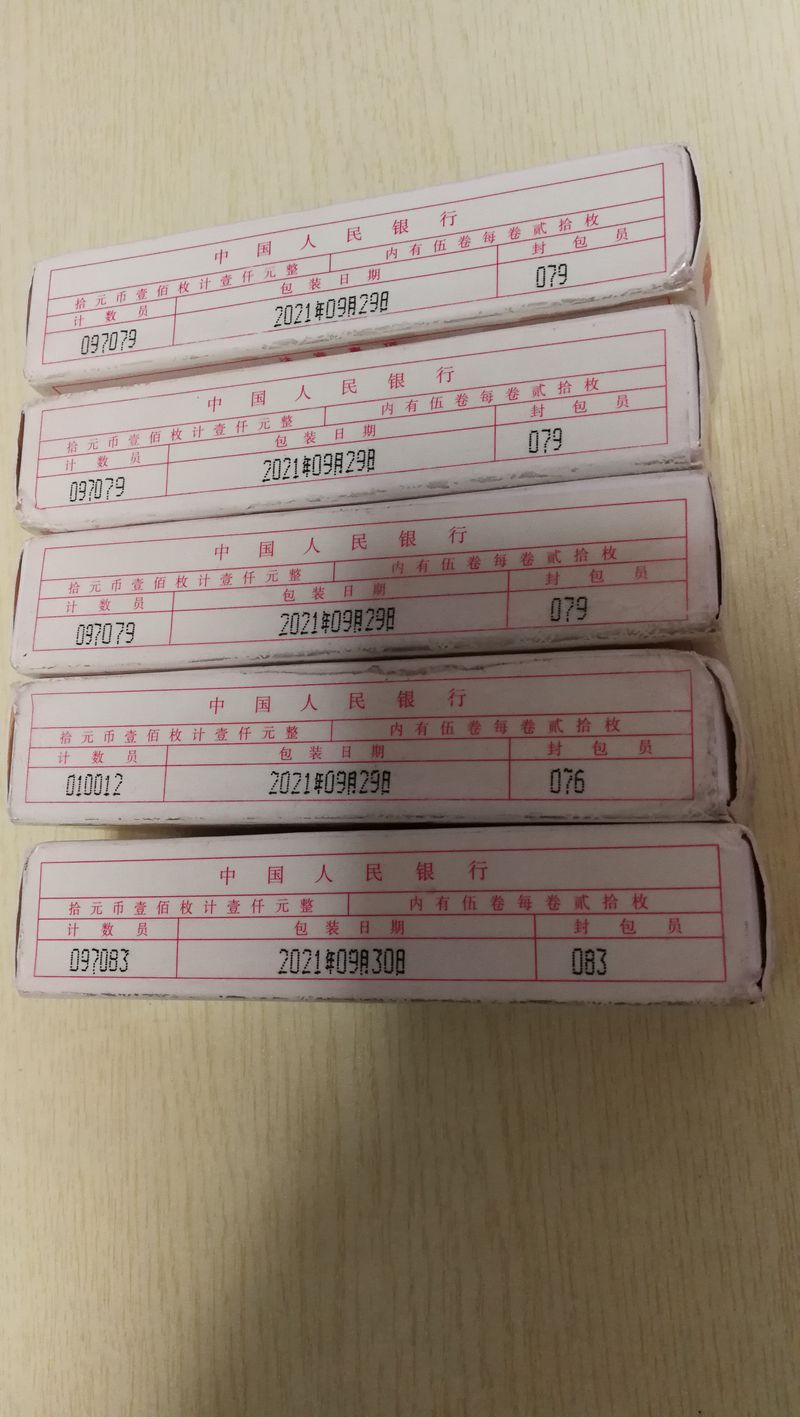 中国人民银行
拾元币壹佰枚计壹仟元整 内有伍卷每卷贰拾枚
计数员 包装日期 封包员
097079 2021年09月29日 079
中国人民银行
拾元币壹佰枚计壹仟元整 内有伍卷每卷贰拾枚
计数员 包装日期 封包员
097079 2021年09月29日 079
中国人民银行
拾元币壹佰枚计壹仟元整 内有伍卷每卷贰拾枚
计数员 包装日期 封包员
097079 2021年09月29日 079
中国人民银行
拾元币壹佰枚计壹仟元整 内有伍卷每卷贰拾枚
计数员 包装日期 封包员
010012 2021年09月29日 076
中国人民银行
拾元币壹佰枚计壹仟元整 内有伍卷每卷贰拾枚
计数员 包装日期 封包员
097083 2021年09月30日 083